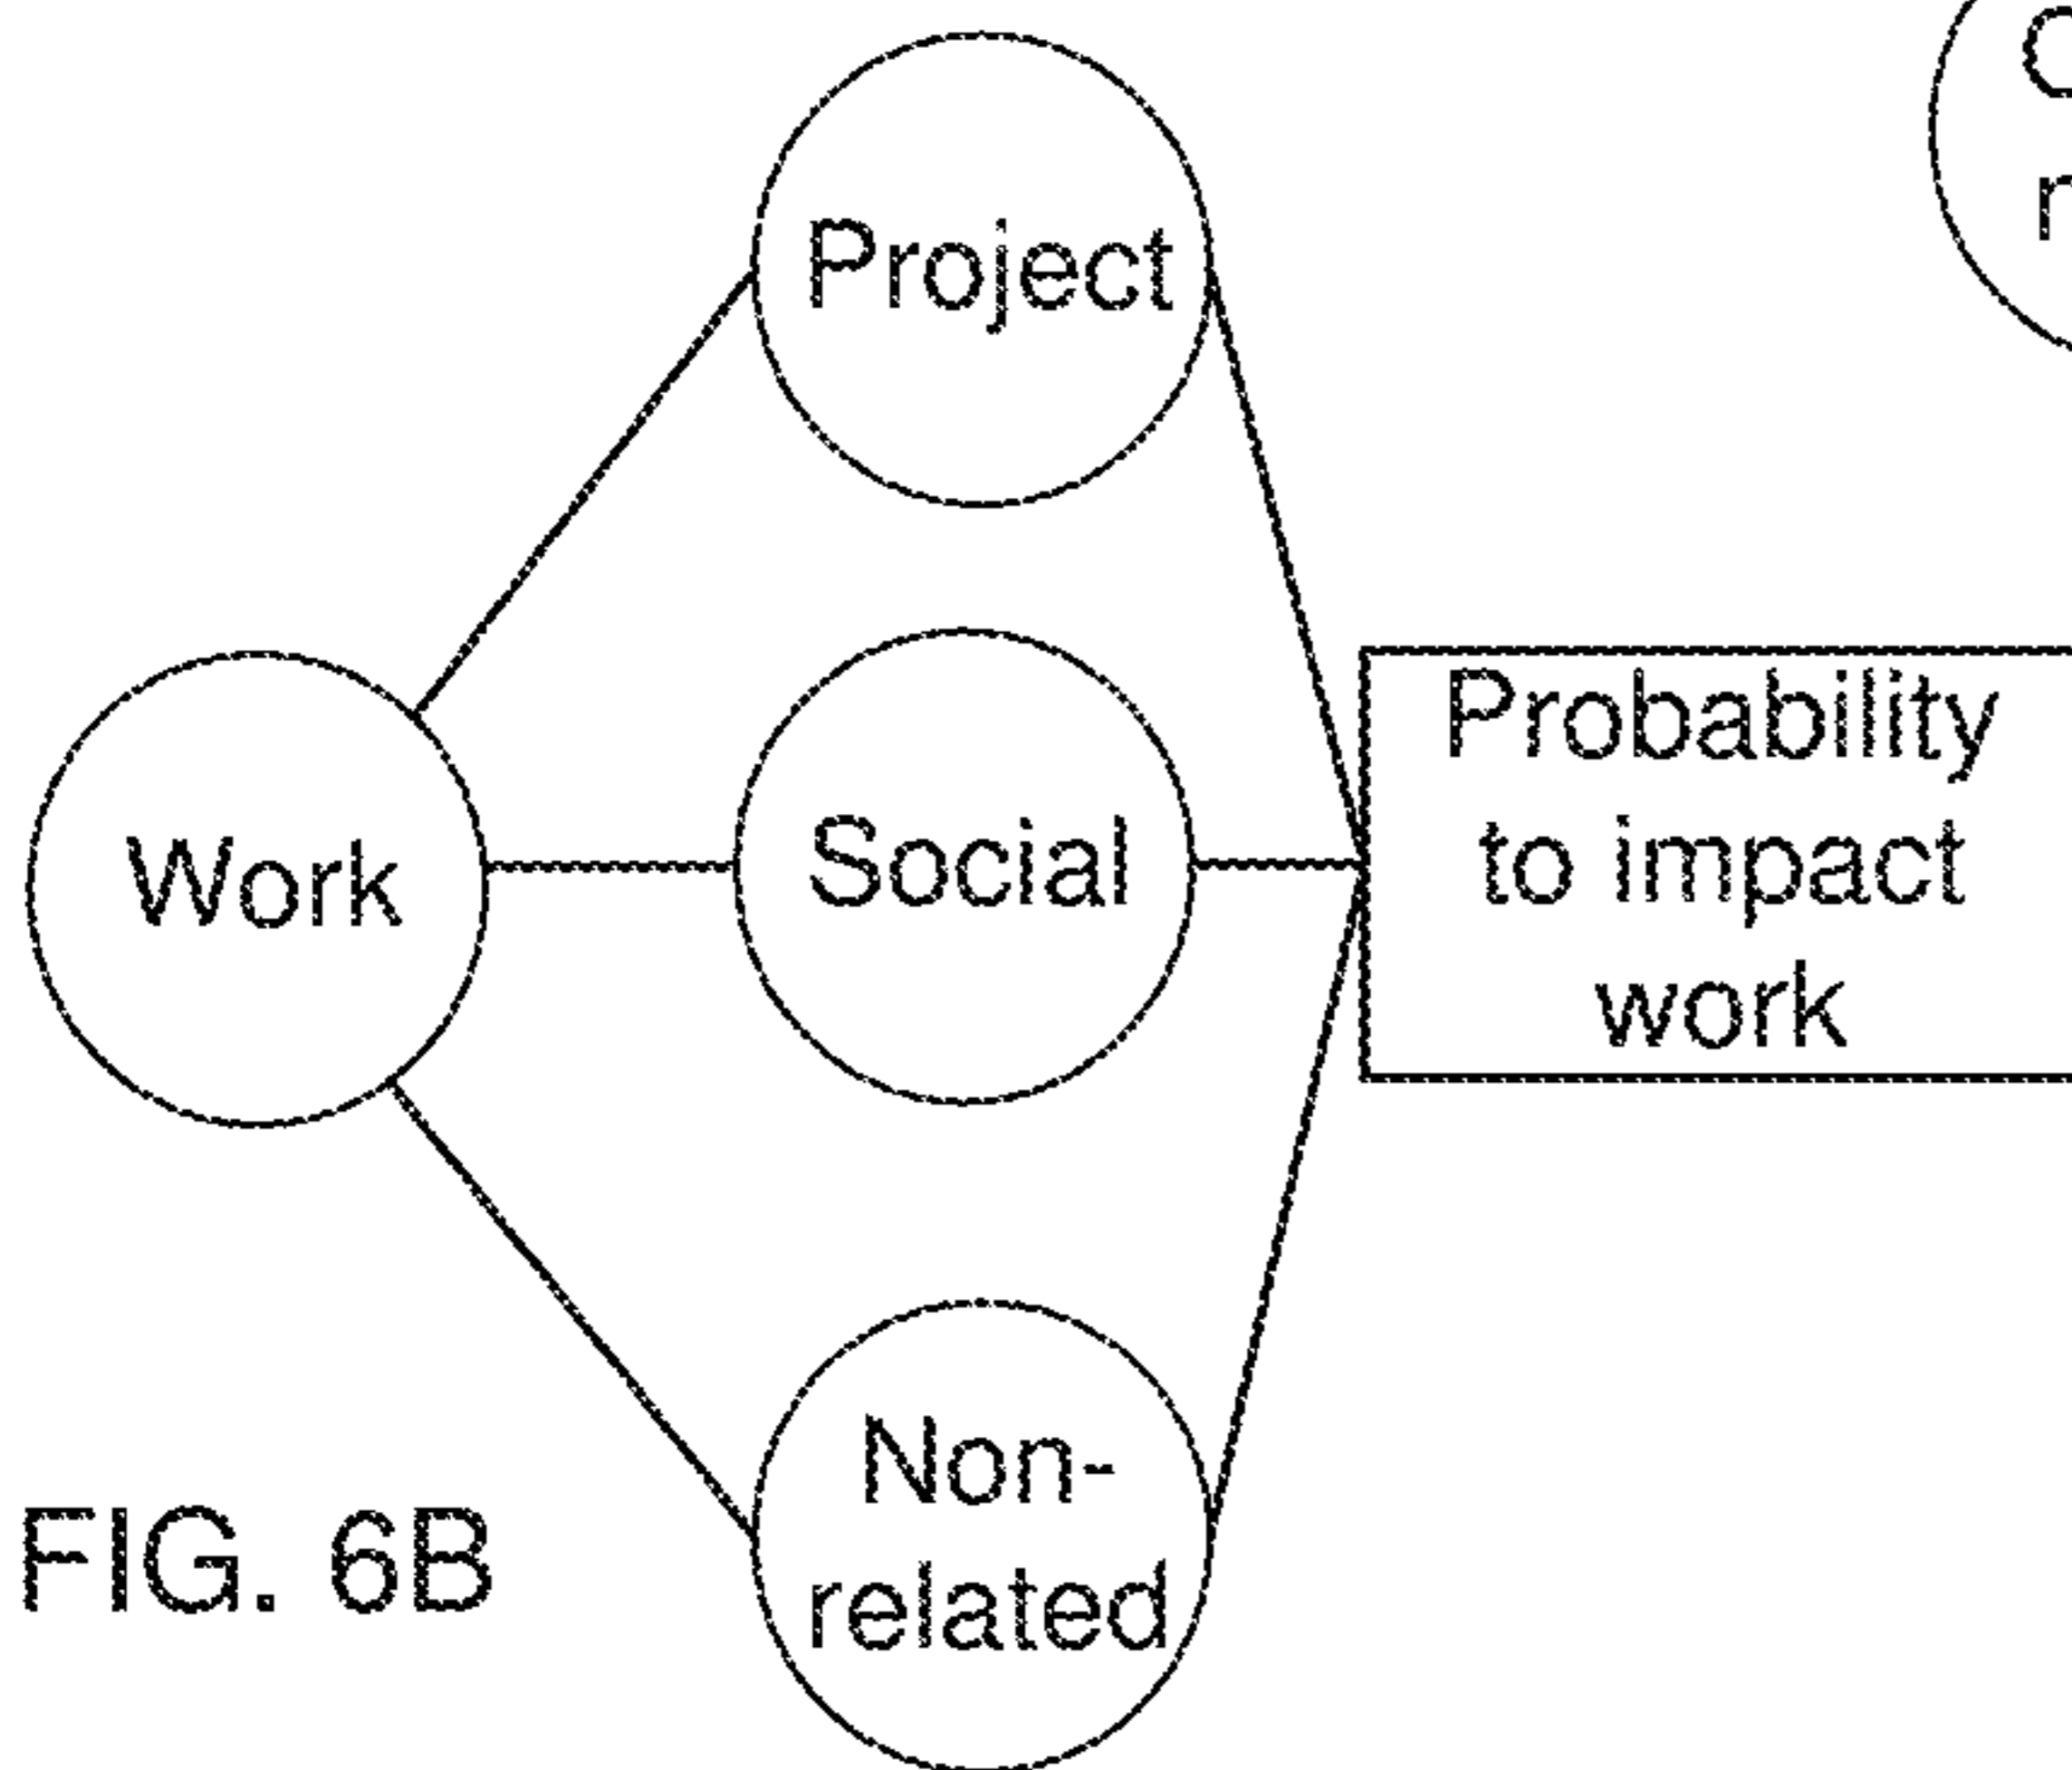 Project
Work
Social
Probability
to impact
work
Non-
related
FIG. 6B